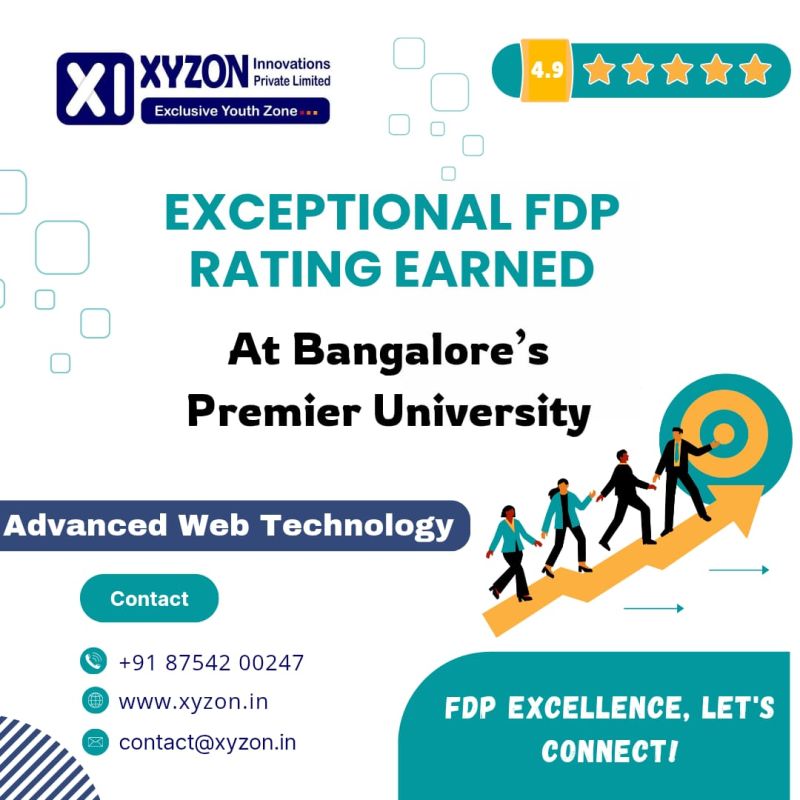 XI XYZON Innovations
Private Limited
Exclusive Youth Zone...
4.9
EXCEPTIONAL FDP
RATING EARNED
At Bangalore's
Premier University
Advanced Web Technology
Contact
+91 87542 00247
www.xyzon.in
contact@xyzon.in
FDP EXCELLENCE, LET'S
CONNECT!